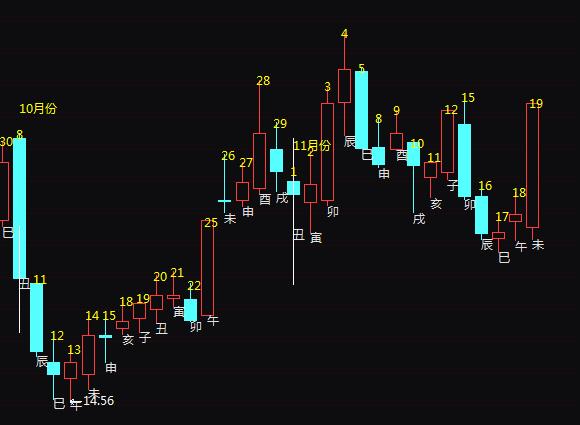 4
5
28
3
15
10月份
9
12
19
29
8
30
8
11月份
10
辰
2
26
巳
酉
27
11
申
1
16
子
18
酉
戌
卯
申
寅
亥
卯
未
戌
17
25
巳
丑
寅
辰
午
未
巳
丑
11
20
21
22
18
19
寅
14
15
午
丑
卯
12
亥
子
13
辰
申
未
巳
午
14.56